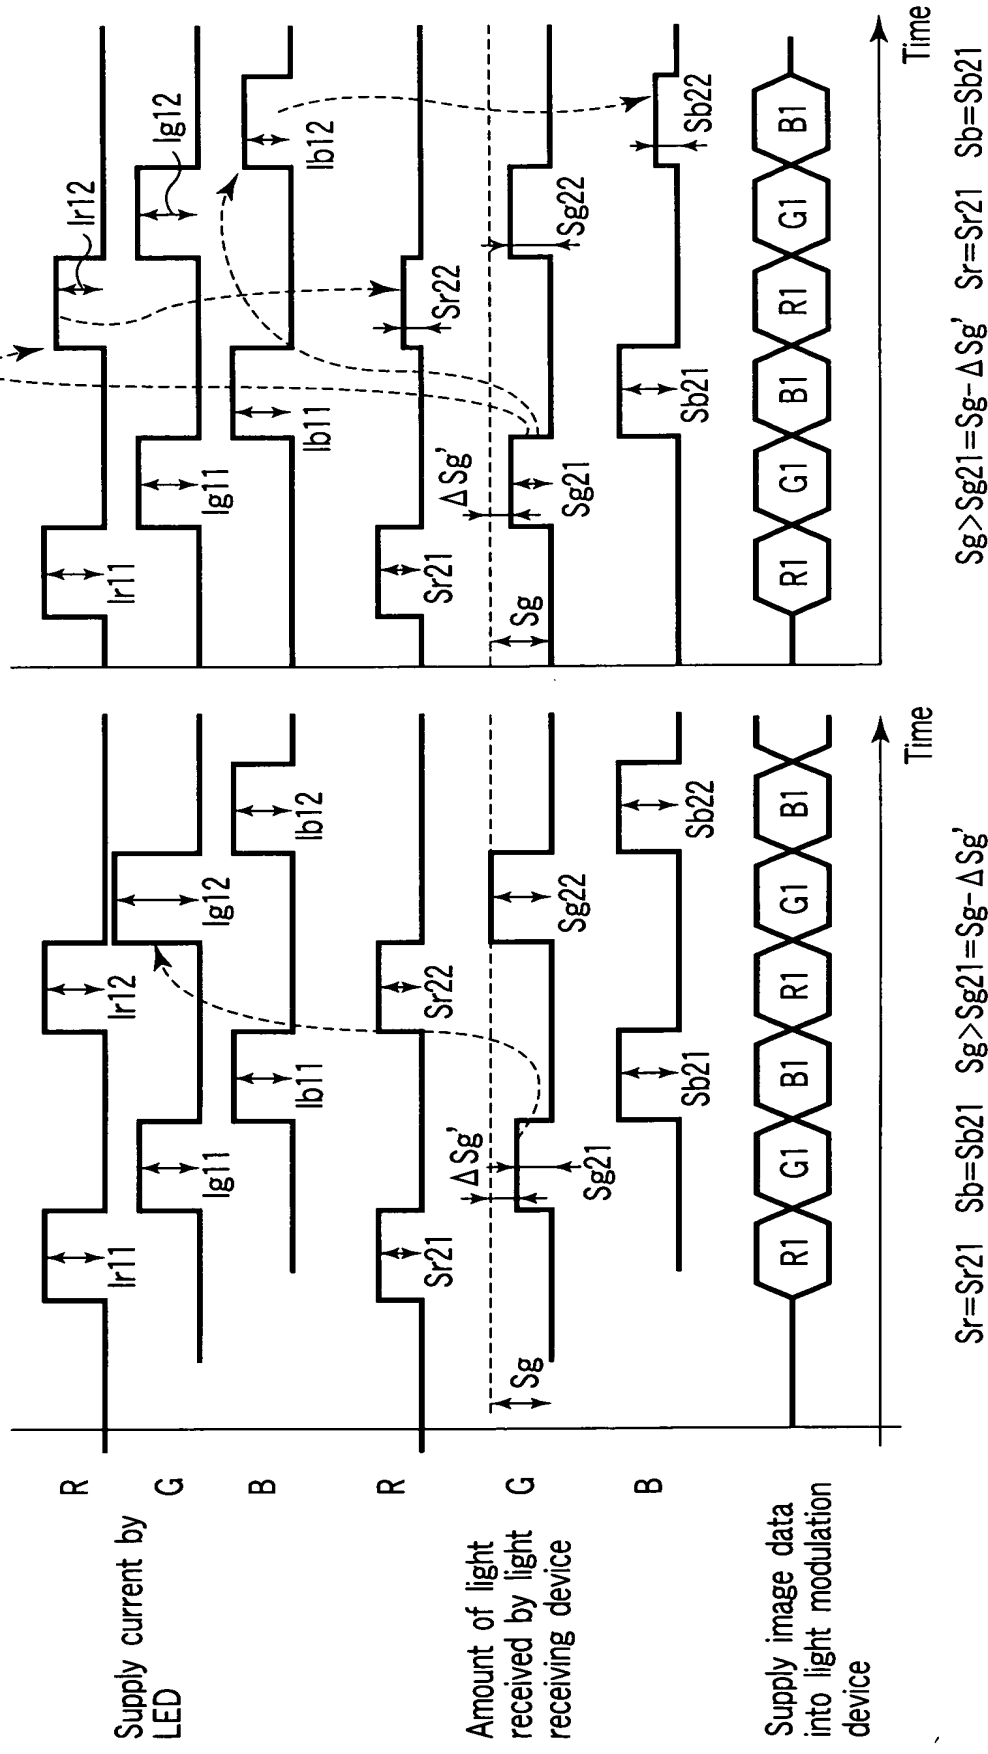 Supply current by
LED
R
G
B
Ir11
Ig11
Ib11
Ir12
Ig12
Ib12
Ir11
Ig11
Ib11
Ir12
Ig12
Ib12
Amount of light
received by light
receiving device
R
G
B
Sg
Sr21
ΔSg'
Sg21
Sb21
Sr22
Sg22
Sb22
Sg
Sr21
ΔSg'
Sg21
Sb21
Sr22
Sg22
Sb22
Supply image data
into light modulation
device
R1 G1 B1 R1 G1 B1
R1 G1 B1 R1 G1 B1
Time
Time
Sr=Sr21 Sb=Sb21 Sg>Sg21=Sg-ΔSg'
Sg>Sg21=Sg-ΔSg' Sr=Sr21 Sb=Sb21